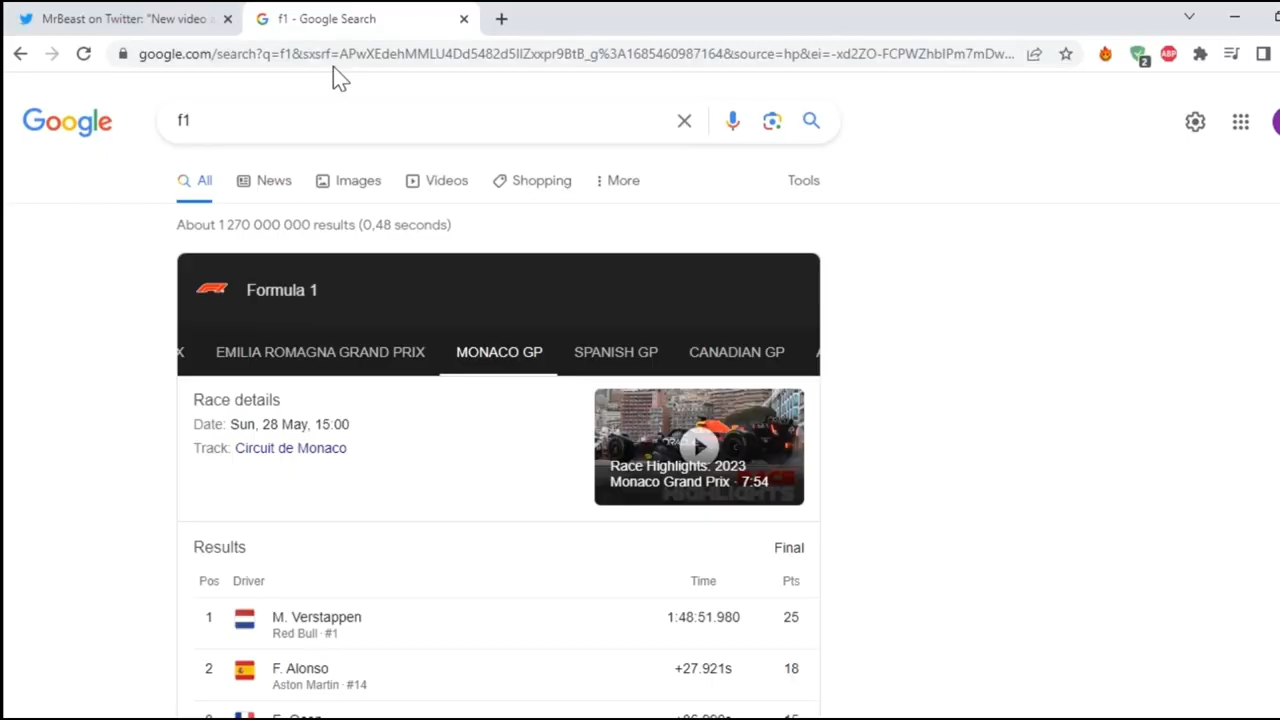 MrBeast on Twitter: "New video a
f1 - Google Search
google.com/search?q=f1&sxsrf=APwXEdehMMLU4Dd5482d5lIZxxpr9BtB_g%3A1685460987164&source=hp&ei=-xd2ZO-FCPWZhbIPm7mDw...
2
ABP
Google
f1
All
News
Images
Videos
Shopping
More
Tools
About 1 270 000 000 results (0,48 seconds)
Formula 1
X
EMILIA ROMAGNA GRAND PRIX
MONACO GP
SPANISH GP
CANADIAN GP
Race details
Date: Sun, 28 May, 15:00
Track: Circuit de Monaco
Race Highlights: 2023
Monaco Grand Prix · 7:54
Results
Final
Pos Driver Time Pts
1 M. Verstappen 1:48:51.980 25
Red Bull · #1
2 F. Alonso +27.921s 18
Aston Martin · #14